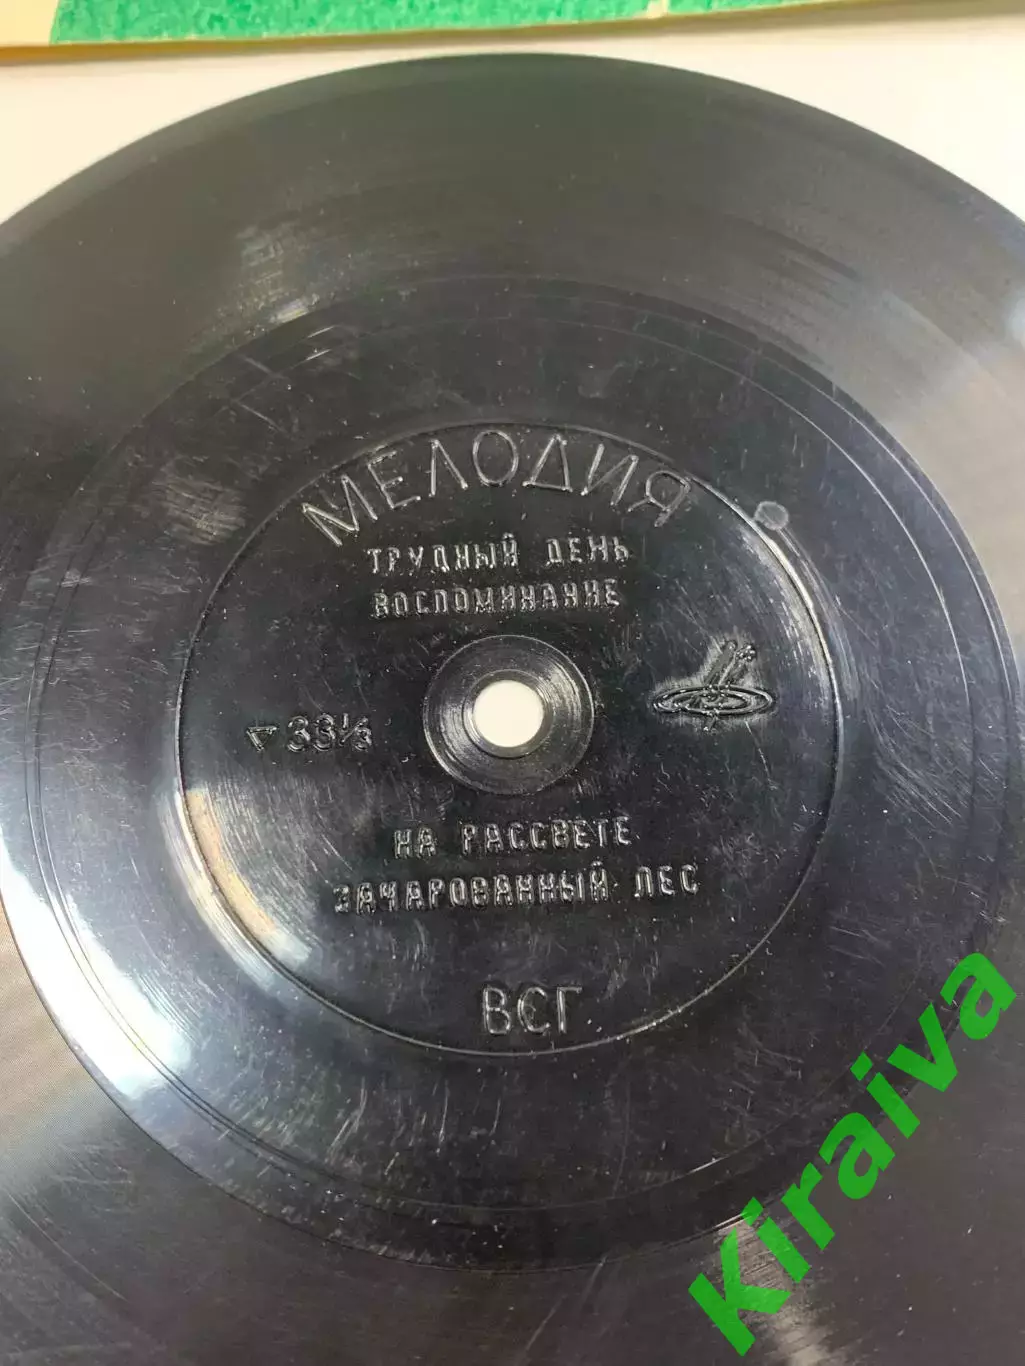 МЕЛОДИЯ
ТРУДНЫЙ ДЕНЬ
ВОСПОМИНАНИЕ
▽ 33⅓
НА РАССВЕТЕ
ЗАЧАРОВАННЫЙ ЛЕС
ВСГ
Kiraiva